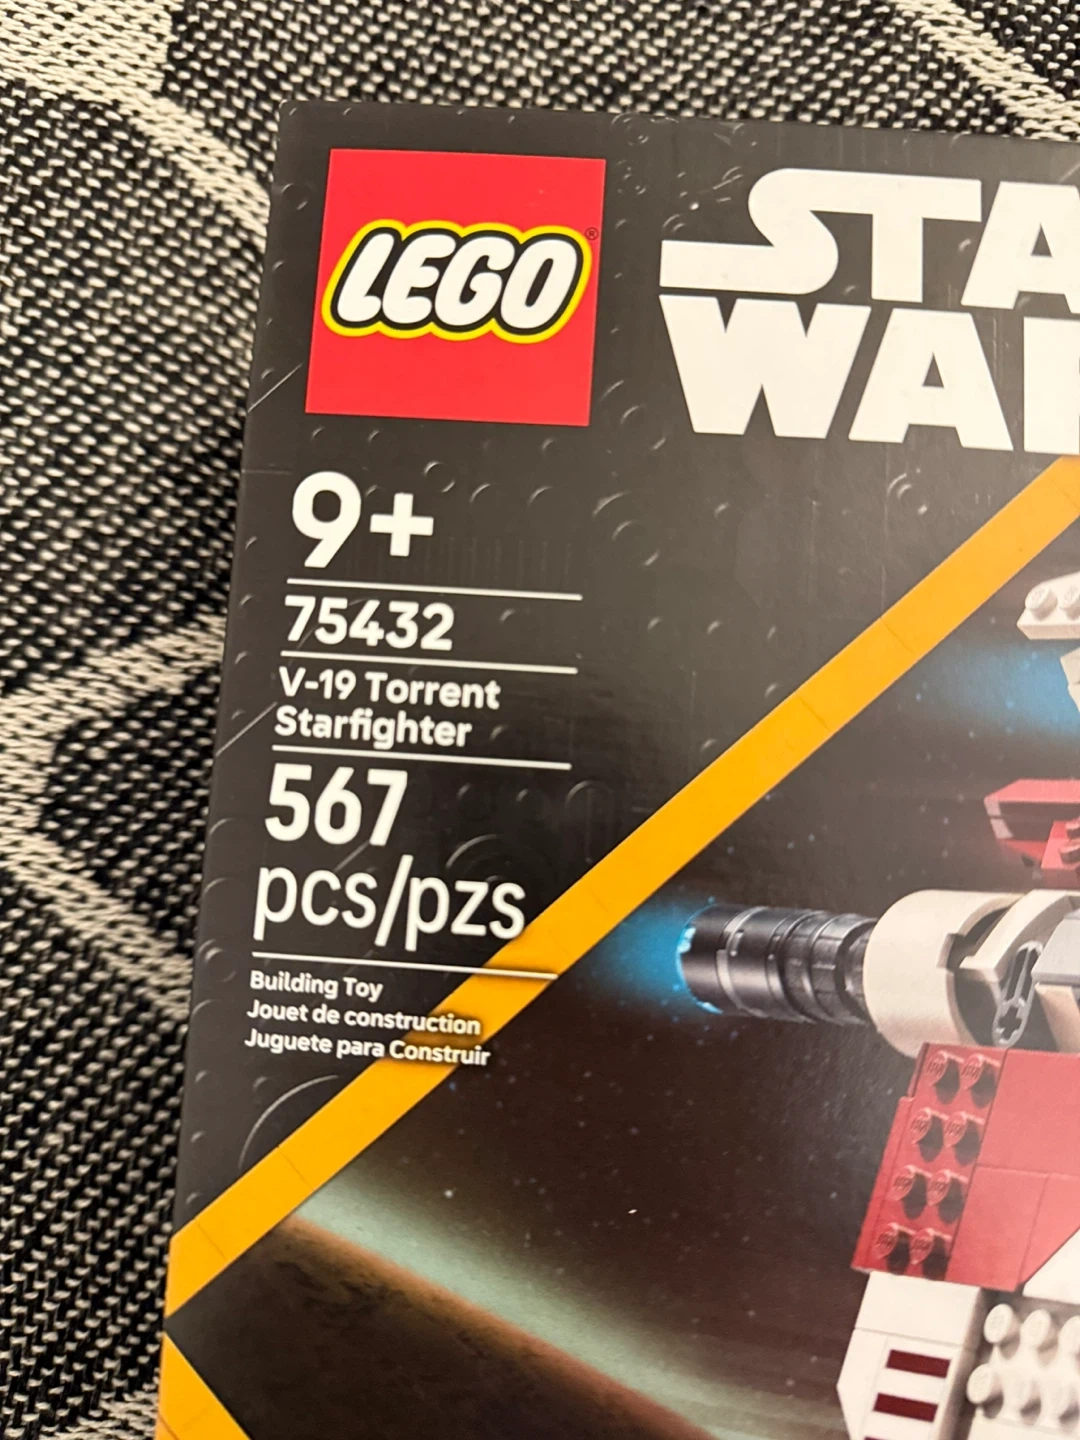 LEGO®
STA
WAR
9+
75432
V-19 Torrent
Starfighter
567
pcs/pzs
Building Toy
Jouet de construction
Juguete para Construir